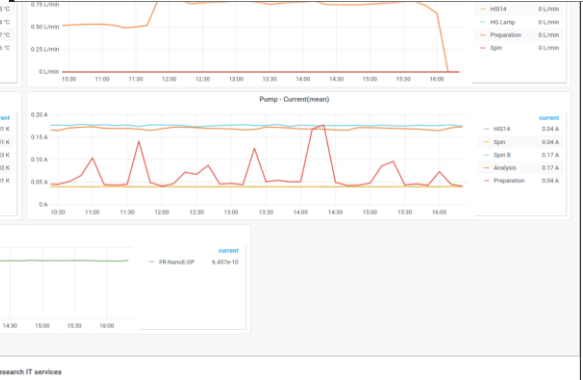 0.75 L/min
0.50 L/min
0.25 L/min
0 L/min
10:30 11:00 11:30 12:00 12:30 13:00 13:30 14:00 14:30 15:00 15:30 16:00
HIS14 0 L/min
HG Lamp 0 L/min
Preparation 0 L/min
Spin 0 L/min
Pump - Current(mean)
0.20 A
0.15 A
0.10 A
0.05 A
0 A
10:30 11:00 11:30 12:00 12:30 13:00 13:30 14:00 14:30 15:00 15:30 16:00
current
HIS14 0.04 A
Spin 0.04 A
Spin B 0.17 A
Analysis 0.17 A
Preparation 0.04 A
current
FR-NanoE-DP 6.457e-10
14:30 15:00 15:30 16:00
esearch IT services